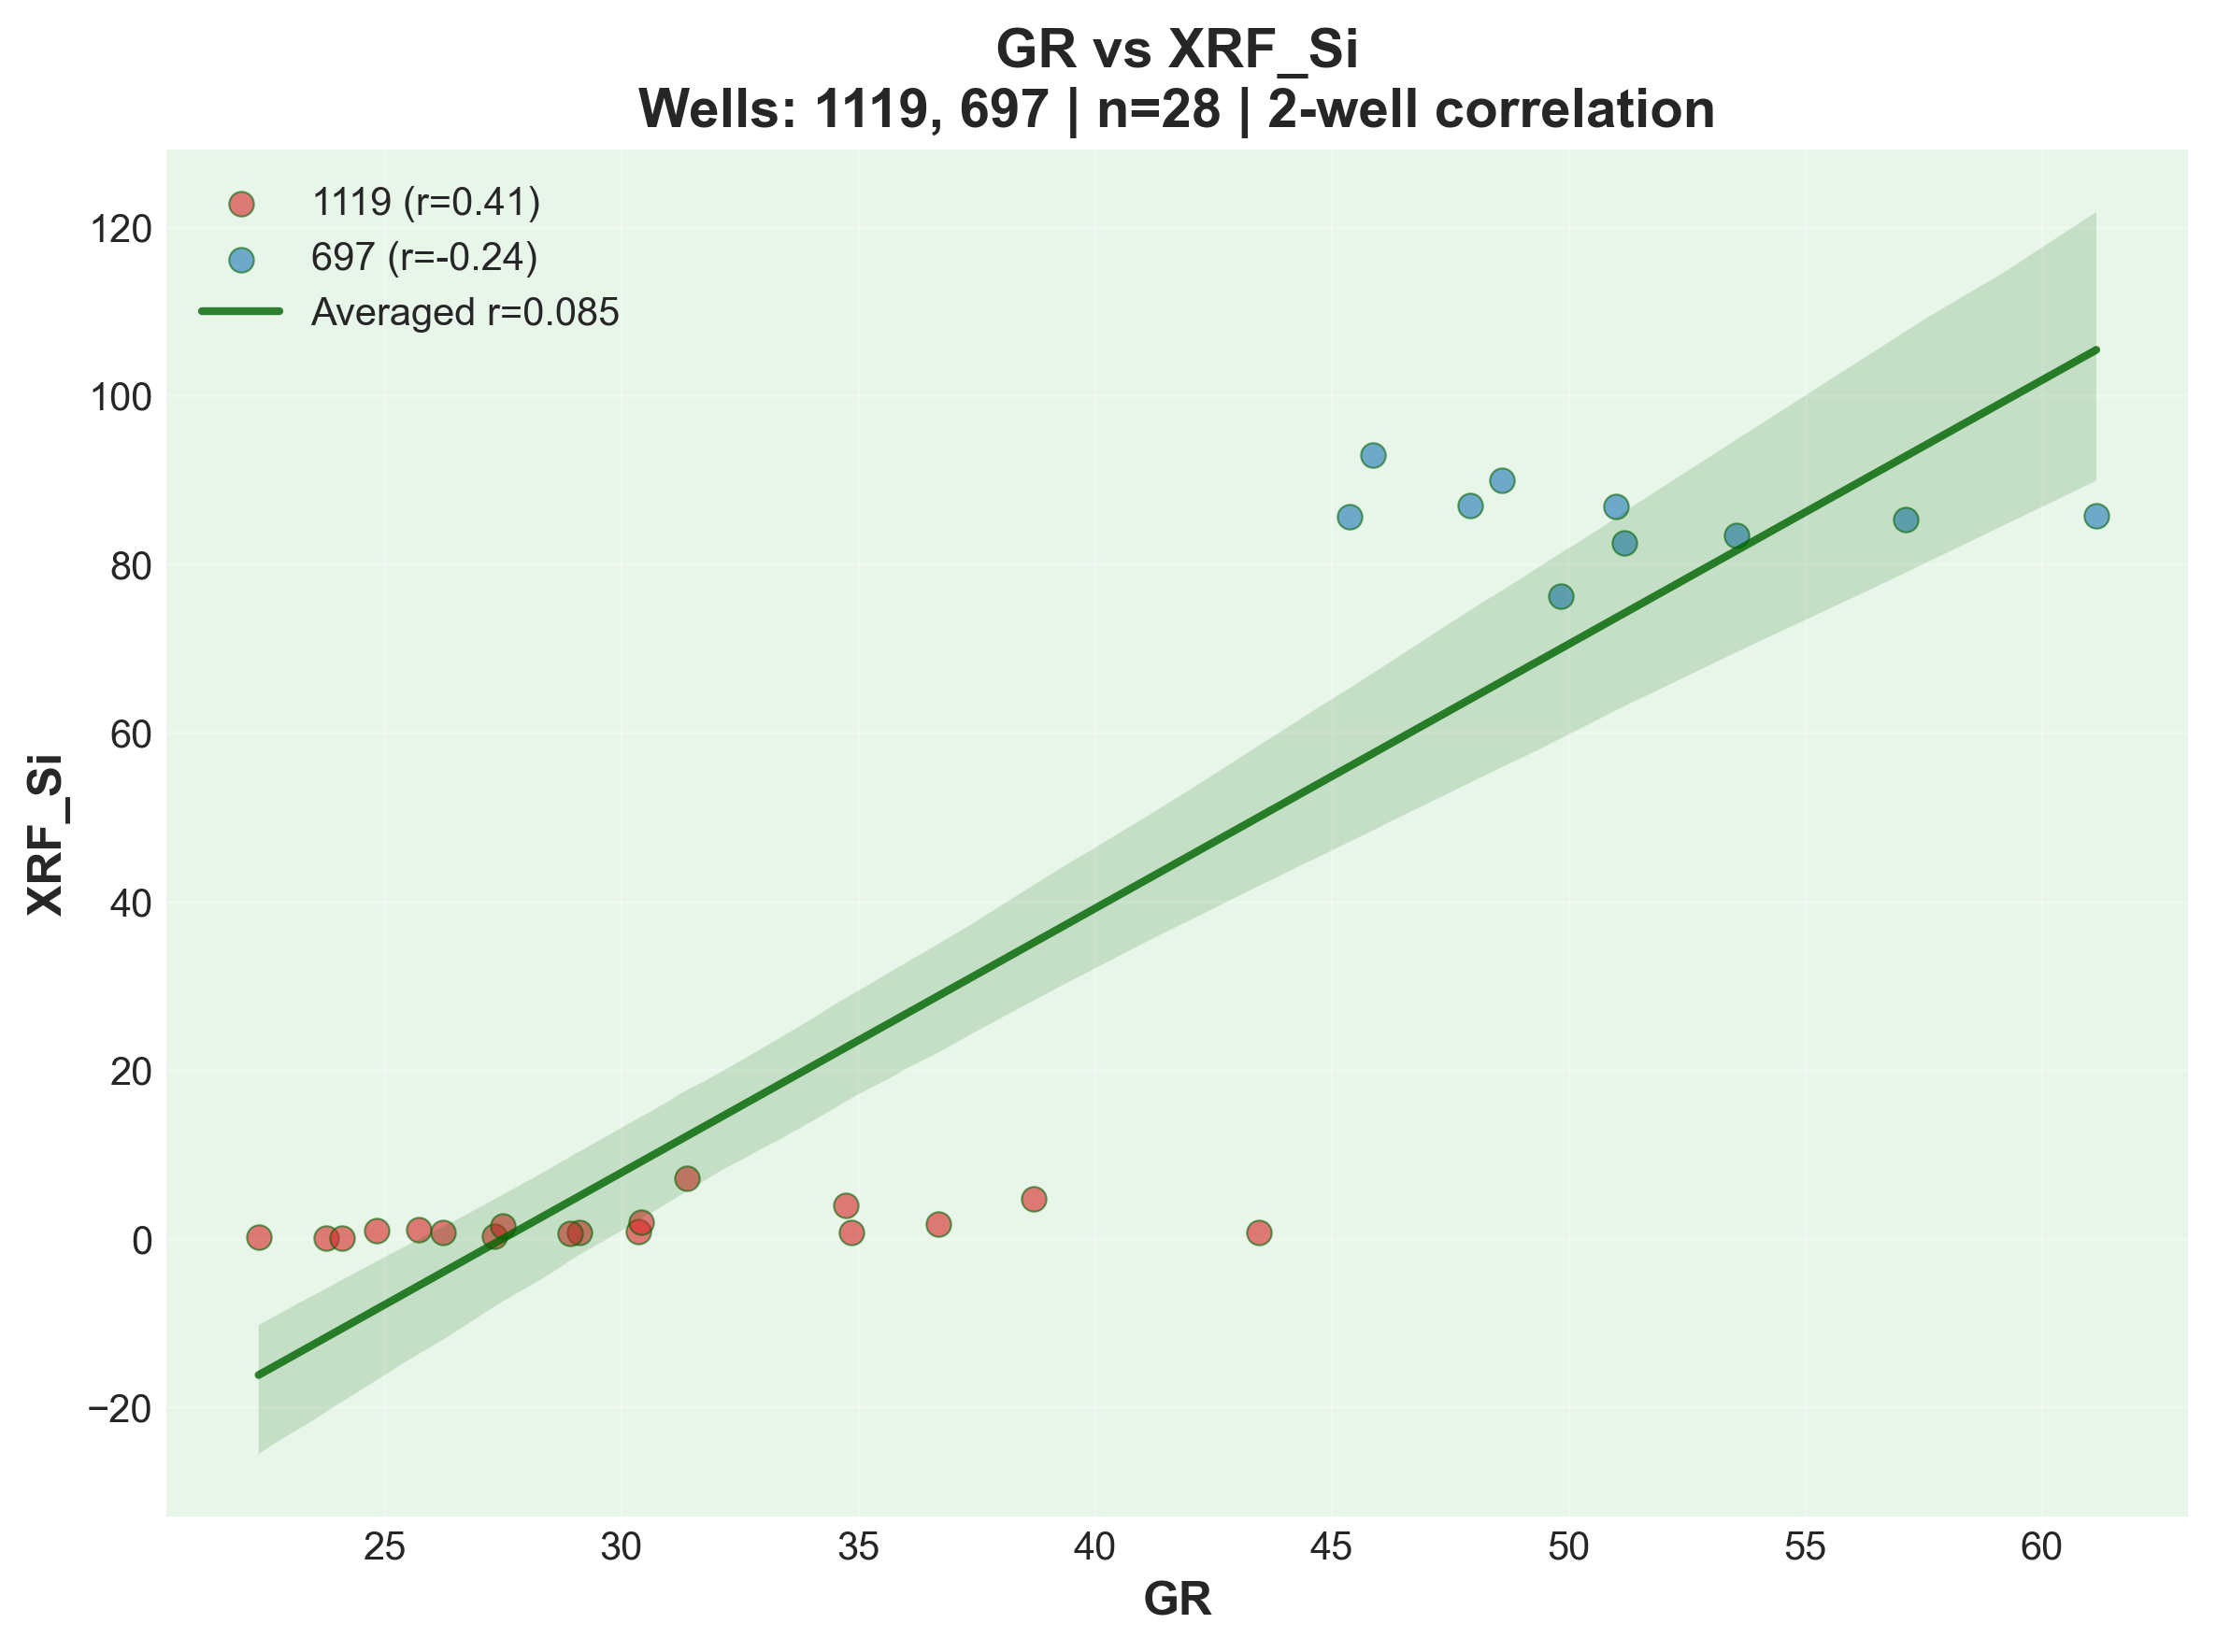 GR vs XRF_Si
Wells: 1119, 697 | n=28 | 2-well correlation
1119 (r=0.41)
697 (r=-0.24)
Averaged r=0.085
120
100
80
60
40
20
0
−20
XRF_Si
25 30 35 40 45 50 55 60
GR